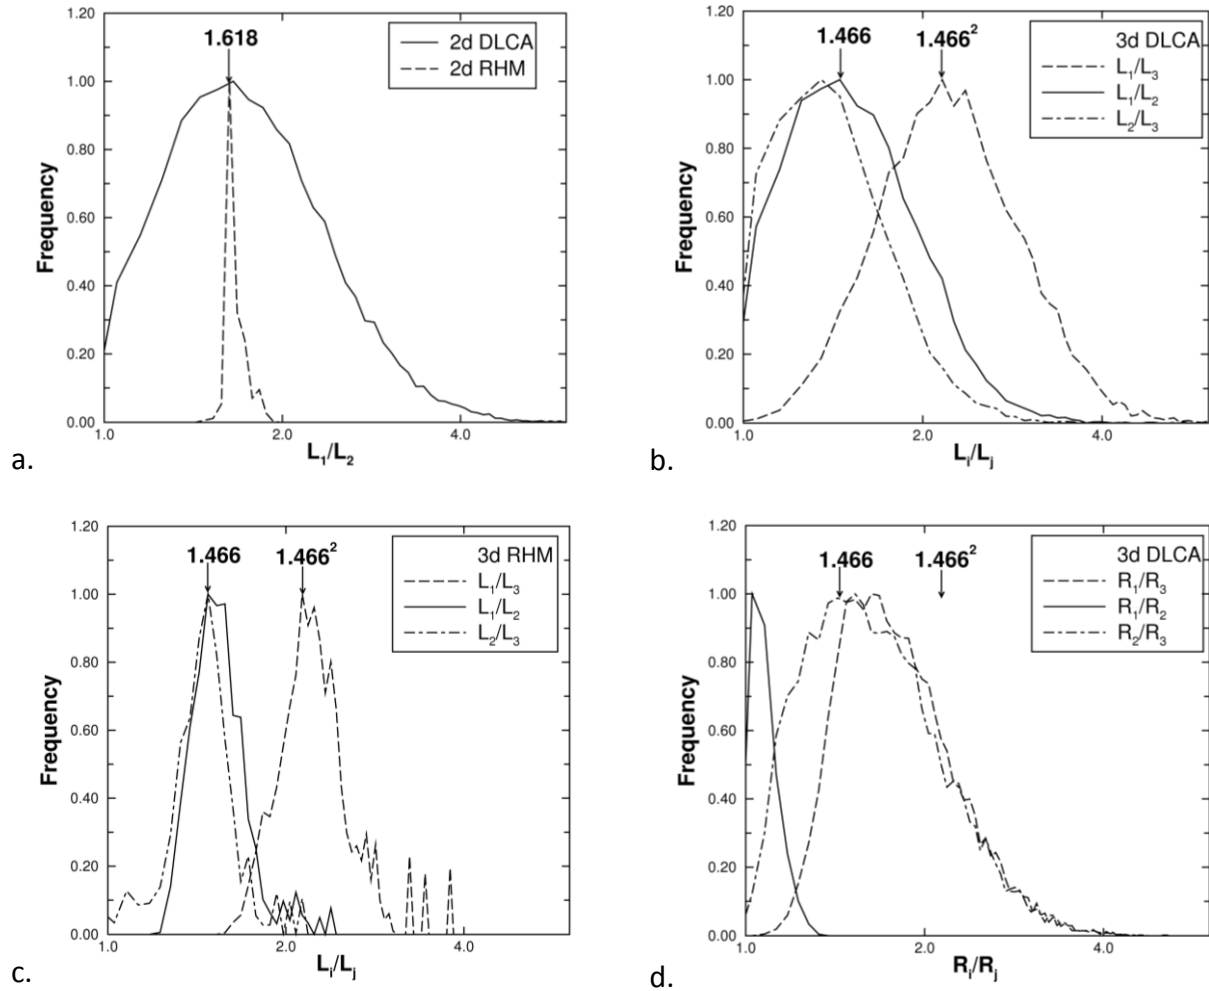 1.20
1.00
0.80
0.60
0.40
0.20
0.00
Frequency
1.618
2d DLCA
2d RHM
1.0
2.0
4.0
L₁/L₂
a.
1.20
1.00
0.80
0.60
0.40
0.20
0.00
Frequency
1.466
1.466²
3d DLCA
L₁/L₃
L₁/L₂
L₂/L₃
1.0
2.0
4.0
Lᵢ/Lⱼ
b.
1.20
1.00
0.80
0.60
0.40
0.20
0.00
Frequency
1.466
1.466²
3d RHM
L₁/L₃
L₁/L₂
L₂/L₃
1.0
2.0
4.0
Lᵢ/Lⱼ
c.
1.20
1.00
0.80
0.60
0.40
0.20
0.00
Frequency
1.466
1.466²
3d DLCA
R₁/R₃
R₁/R₂
R₂/R₃
1.0
2.0
4.0
Rᵢ/Rⱼ
d.